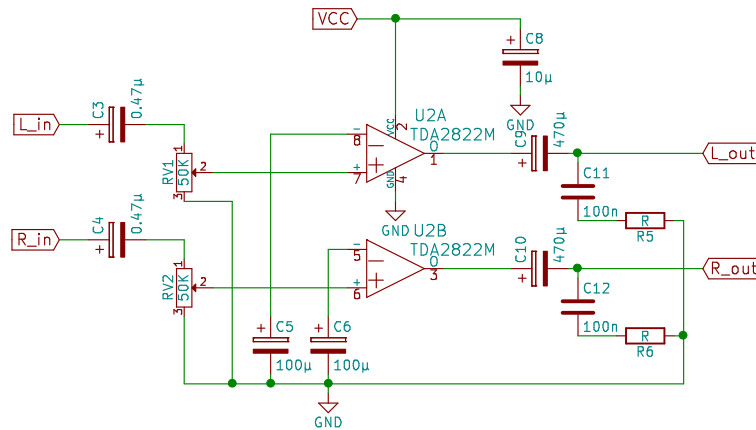 VCC
C8
10µ
GND
L_in
C3
0.47µ
+
RV1
50K
1
2
3
U2A
TDA2822M
VCC
2
-
8
+
7
O
1
GND
4
GND
C9
470µ
+
L_out
C11
100n
R
R5
R_in
C4
0.47µ
+
RV2
50K
1
2
3
U2B
TDA2822M
-
5
+
6
O
3
C10
470µ
+
R_out
C12
100n
R
R6
+
C5
100µ
+
C6
100µ
GND